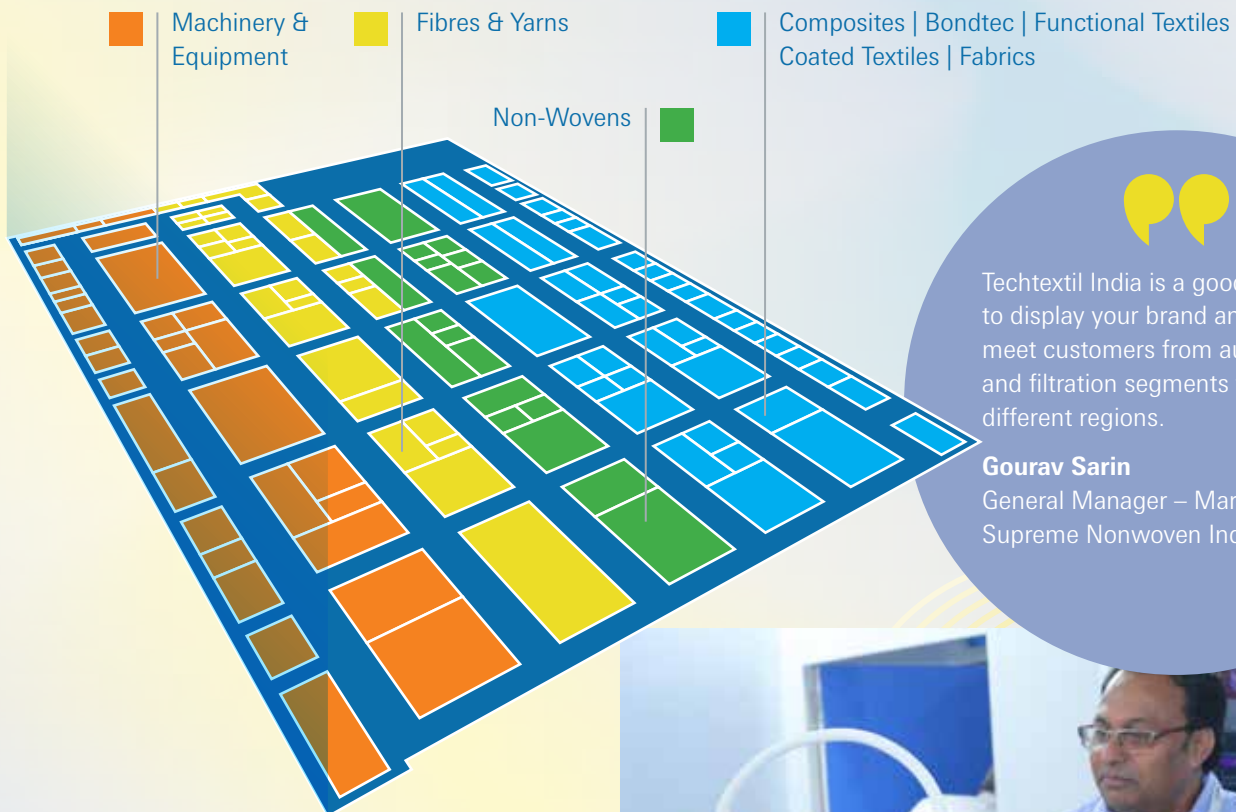 Machinery &
Equipment
Fibres & Yarns
Composites | Bondtec | Functional Textiles
Coated Textiles | Fabrics
Non-Wovens
Techtextil India is a good
to display your brand an
meet customers from au
and filtration segments
different regions.
Gourav Sarin
General Manager – Mar
Supreme Nonwoven Ind